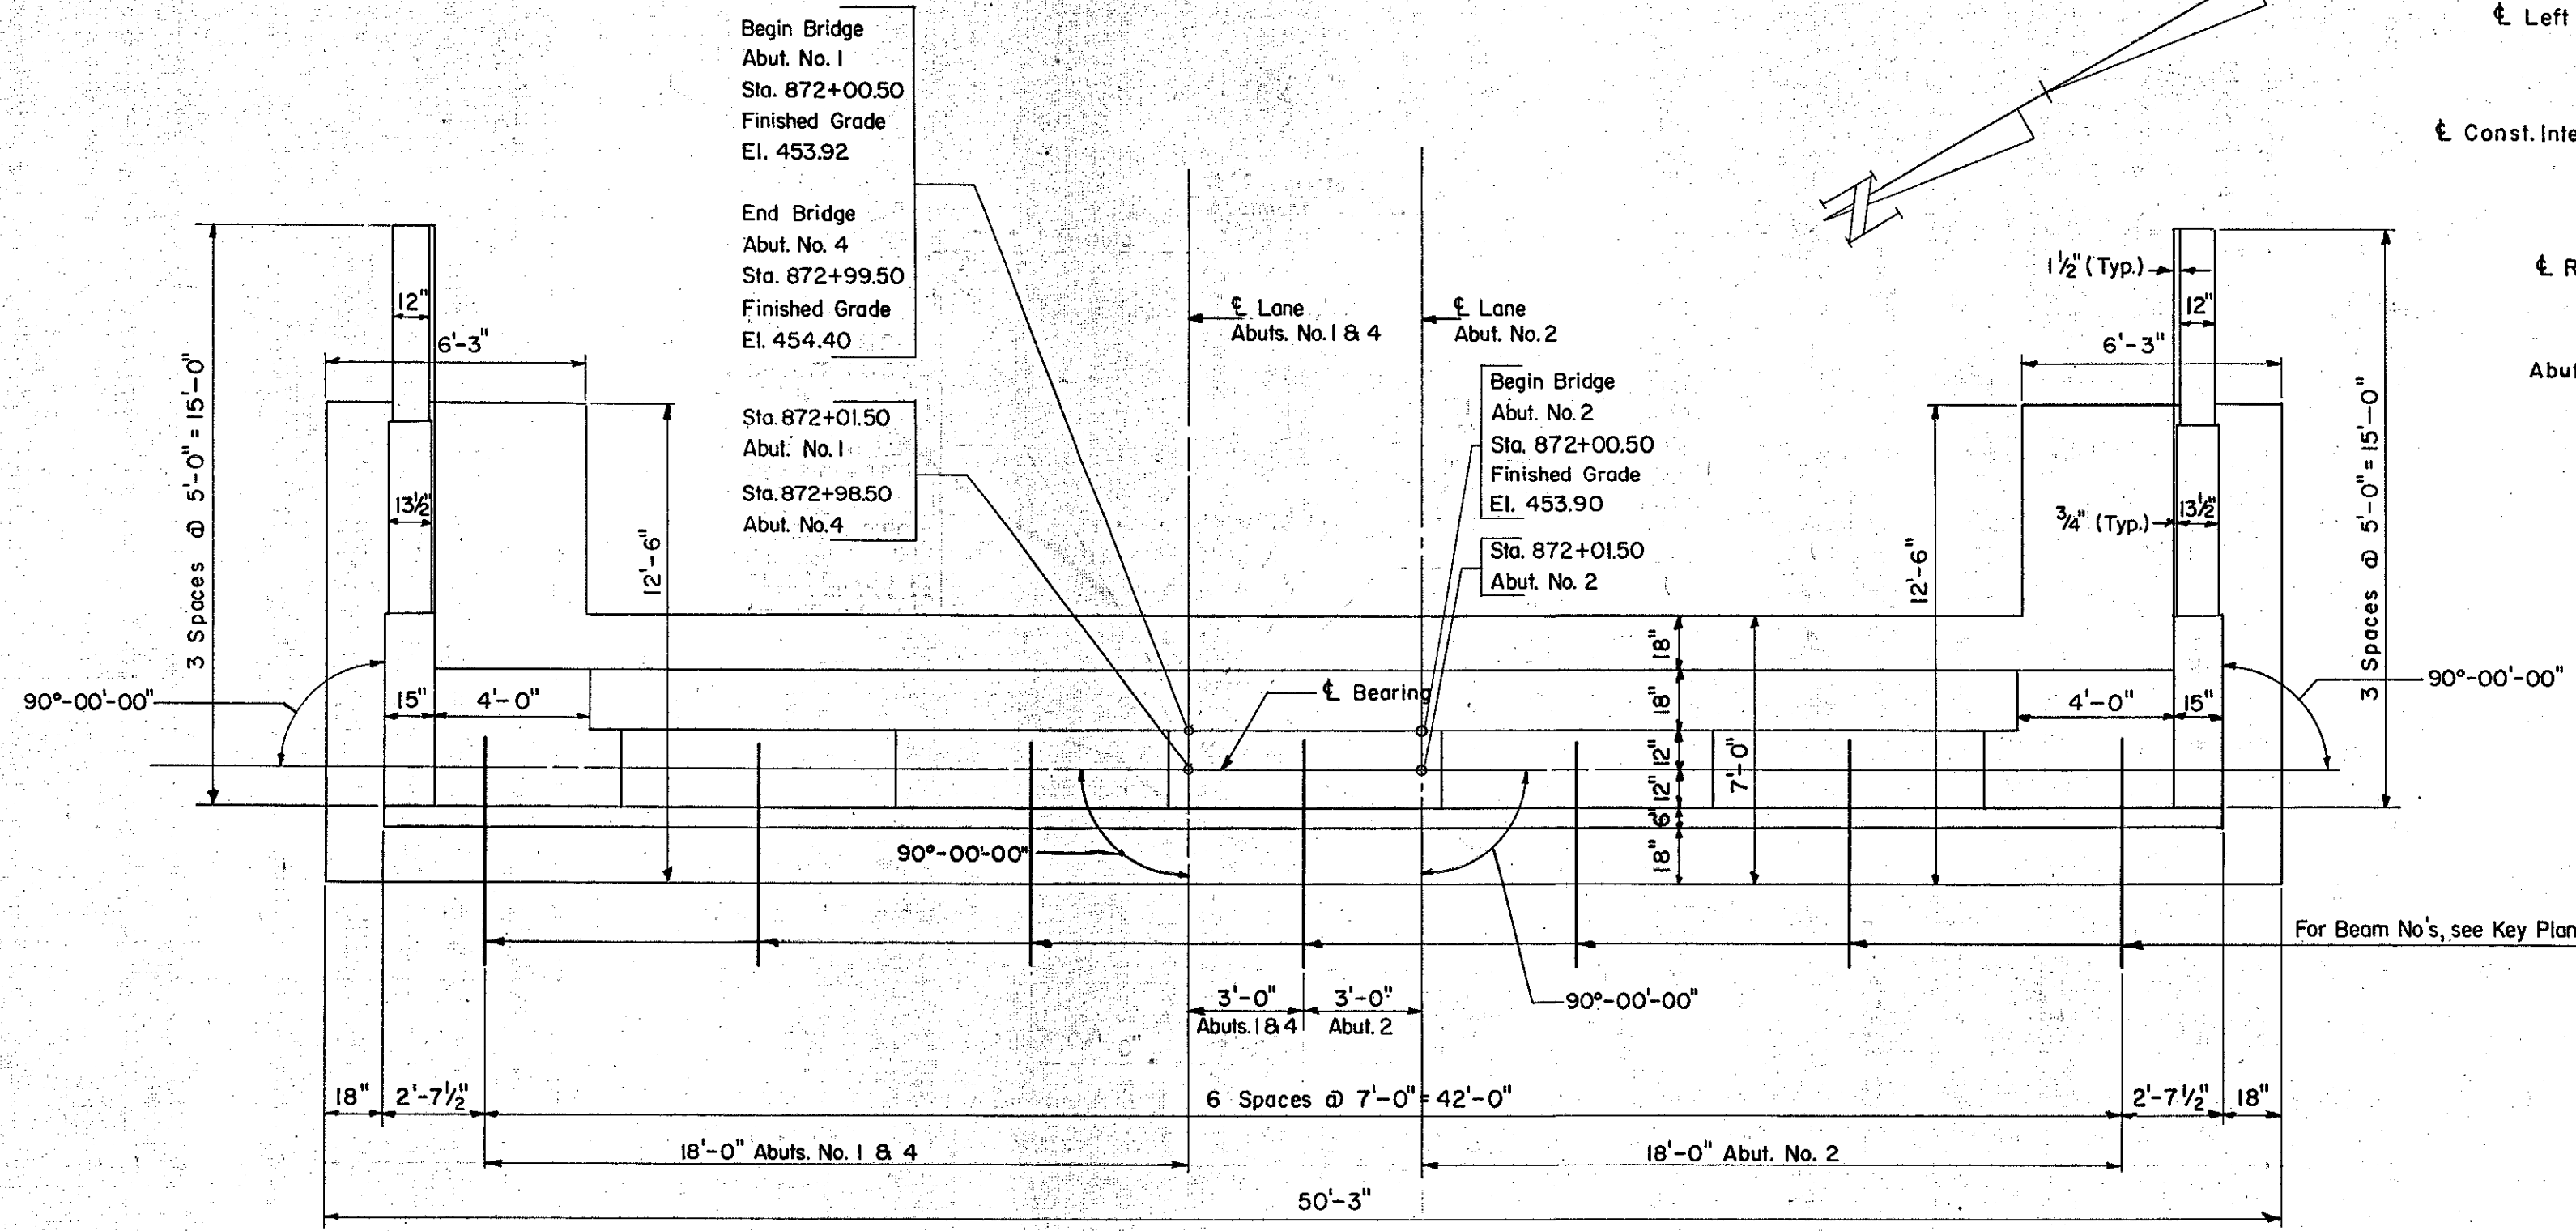 Begin Bridge
Abut. No. 1
Sta. 872+00.50
Finished Grade
El. 453.92
End Bridge
Abut. No. 4
Sta. 872+99.50
Finished Grade
El. 454.40
Sta. 872+01.50
Abut. No. 1
Sta. 872+98.50
Abut. No. 4
℄ Left
℄ Const. Inte
℄ R
Abut
℄ Lane
Abuts. No. 1 & 4
℄ Lane
Abut. No. 2
Begin Bridge
Abut. No. 2
Sta. 872+00.50
Finished Grade
El. 453.90
Sta. 872+01.50
Abut. No. 2
12"
6'-3"
13½"
3 Spaces @ 5'-0" = 15'-0"
12'-6"
1½" (Typ.)
12"
6'-3"
¾" (Typ.)
13½"
12'-6"
3 Spaces @ 5'-0" = 15'-0"
90°-00'-00"
15"
4'-0"
℄ Bearing
18"
18"
12"
12"
6"
18"
7'-0"
4'-0"
15"
90°-00'-00"
90°-00'-00"
90°-00'-00"
For Beam No's, see Key Plan
3'-0"
Abuts. 1 & 4
3'-0"
Abut. 2
18"
2'-7½"
6 Spaces @ 7'-0" = 42'-0"
2'-7½"
18"
18'-0" Abuts. No. 1 & 4
18'-0" Abut. No. 2
50'-3"